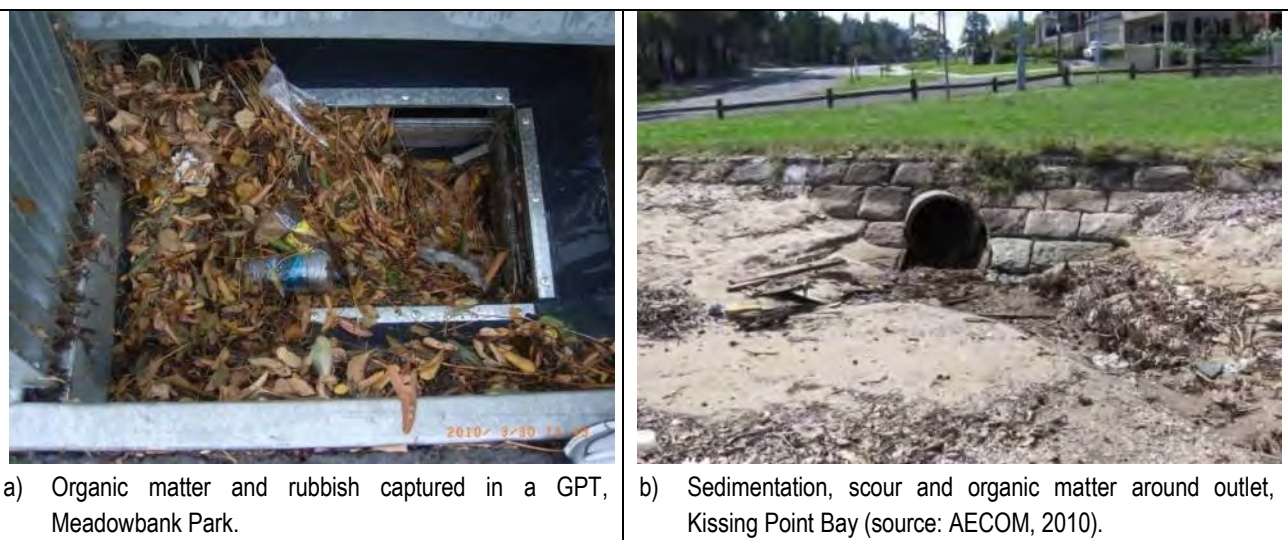 2010/ 3/30
a) Organic matter and rubbish captured in a GPT,
Meadowbank Park.
b) Sedimentation, scour and organic matter around outlet,
Kissing Point Bay (source: AECOM, 2010).